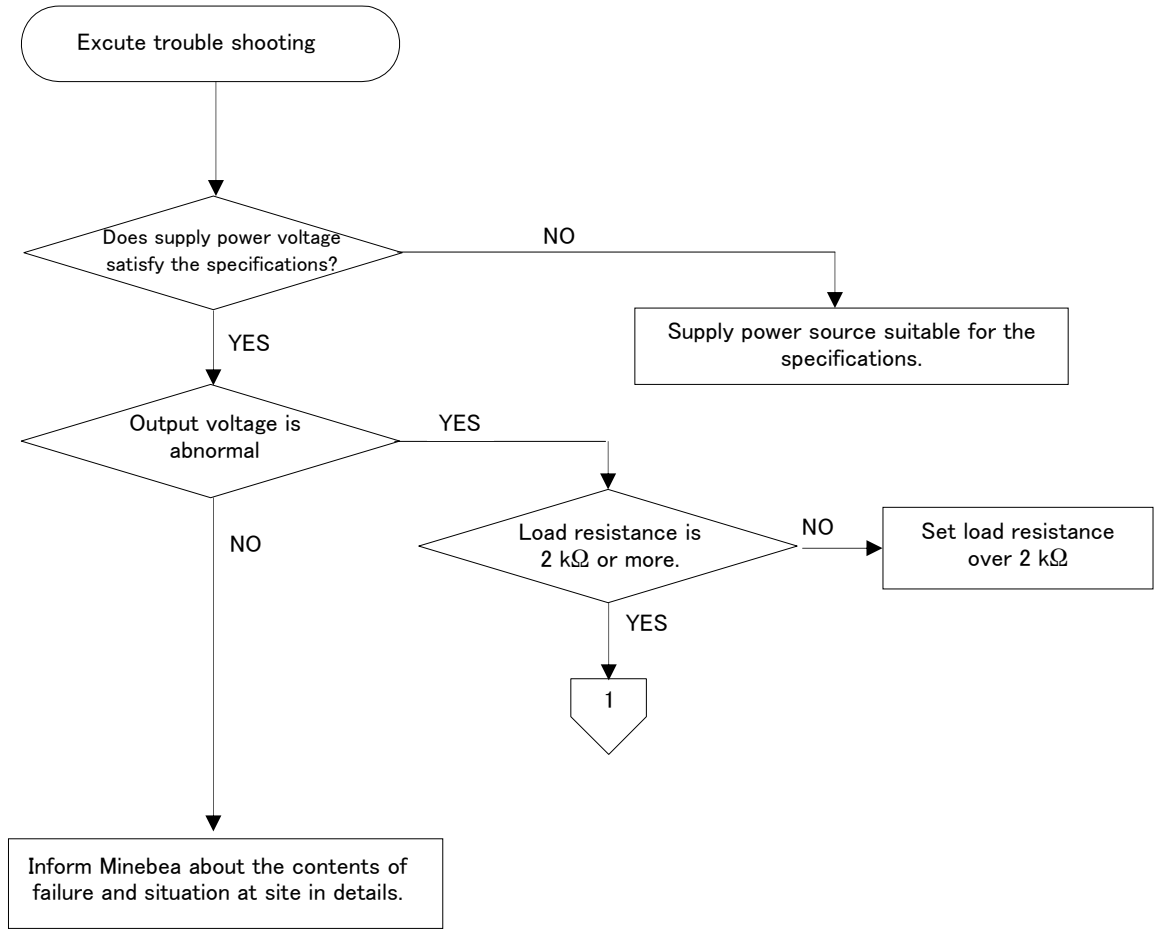 Excute trouble shooting
Does supply power voltage
satisfy the specifications?
NO
Supply power source suitable for the
specifications.
YES
Output voltage is
abnormal
YES
Load resistance is
2 kΩ or more.
NO
Set load resistance
over 2 kΩ
NO
YES
1
Inform Minebea about the contents of
failure and situation at site in details.